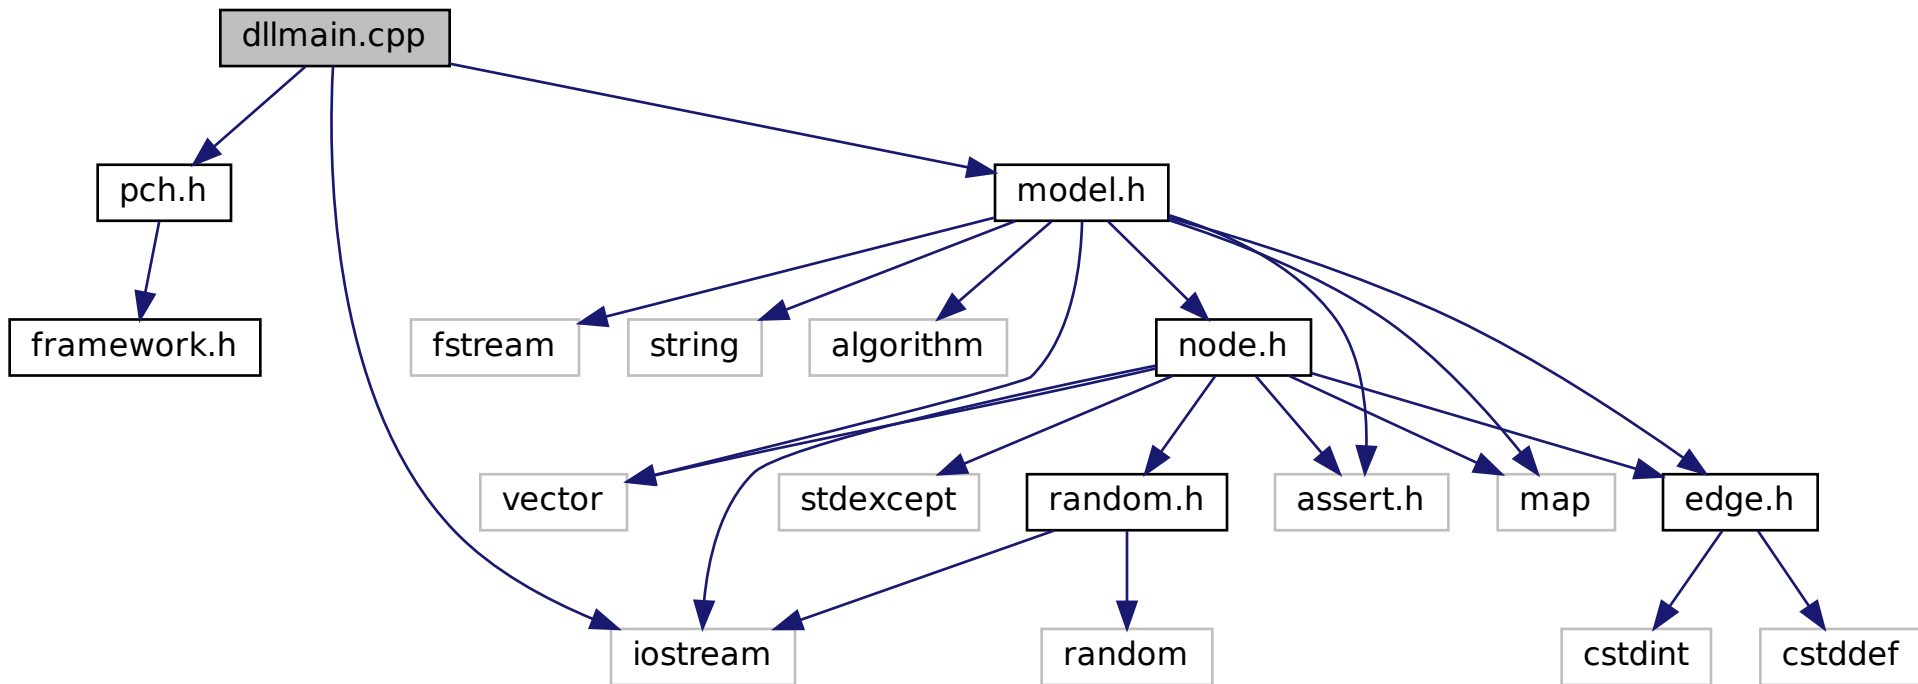 dllmain.cpp
pch.h
model.h
framework.h
fstream
string
algorithm
node.h
vector
stdexcept
random.h
assert.h
map
edge.h
iostream
random
cstdint
cstddef